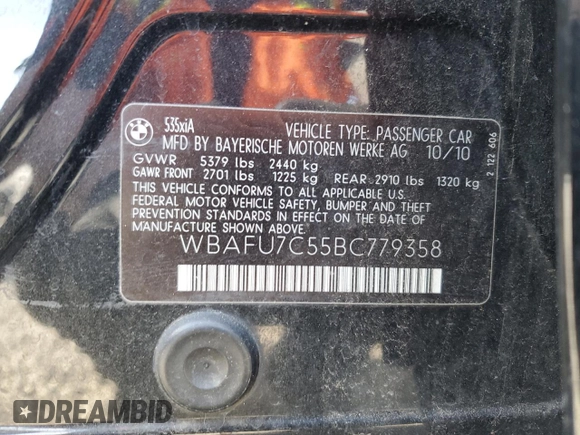 535xiA
VEHICLE TYPE: PASSENGER CAR
MFD BY BAYERISCHE MOTOREN WERKE AG 10/10
GVWR 5379 lbs 2440 kg
GAWR FRONT 2701 lbs 1225 kg REAR 2910 lbs 1320 kg
THIS VEHICLE CONFORMS TO ALL APPLICABLE U.S.
FEDERAL MOTOR VEHICLE SAFETY, BUMPER, AND THEFT
PREVENTION STANDARDS IN EFFECT ON THE DATE OF
MANUFACTURE SHOWN ABOVE.
WBAFU7C55BC779358
2 122 606
DREAMBID